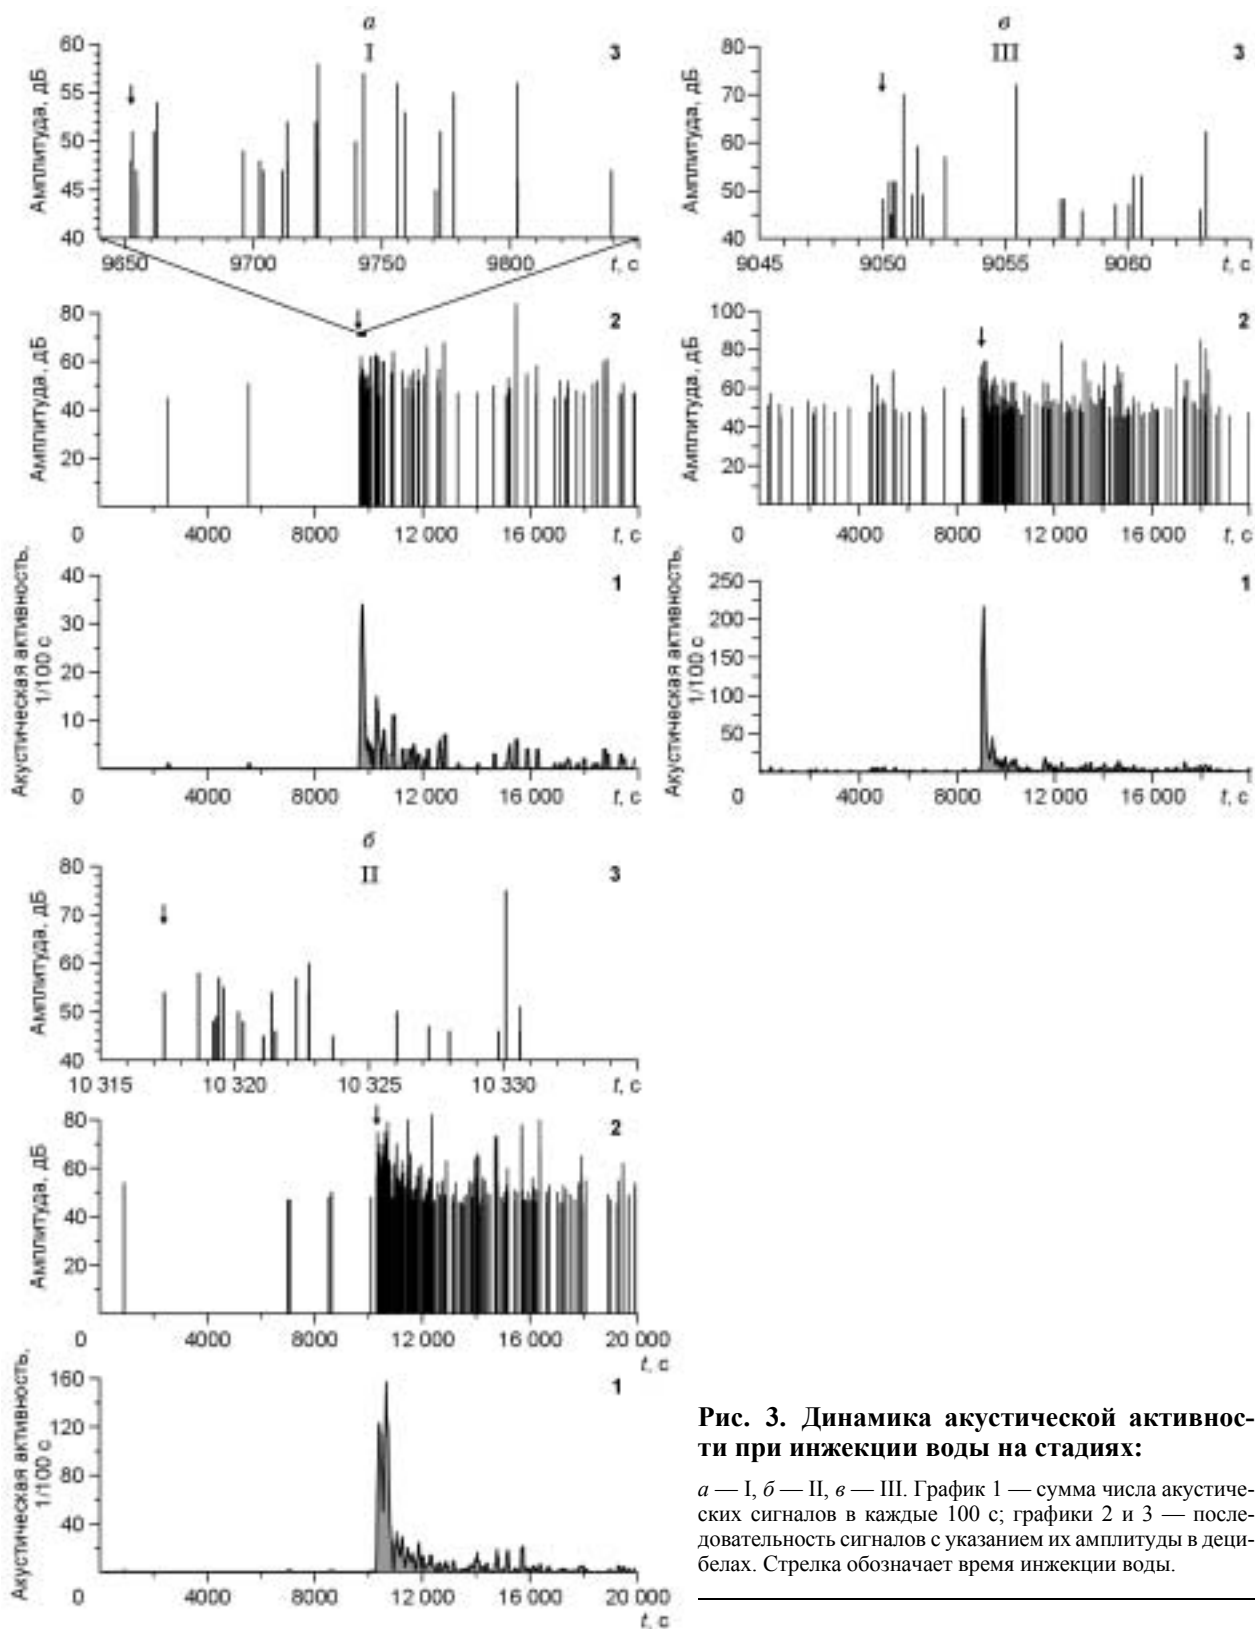 а
I
3
Амплитуда, дБ
60
55
50
45
40
9650 9700 9750 9800 t, с
2
Амплитуда, дБ
80
60
40
20
0 4000 8000 12 000 16 000 t, с
1
Акустическая активность,
1/100 с
40
30
20
10
0 4000 8000 12 000 16 000 t, с
в
III
3
Амплитуда, дБ
80
70
60
50
40
9045 9050 9055 9060 t, с
2
Амплитуда, дБ
100
80
60
40
20
0 4000 8000 12 000 16 000 t, с
1
Акустическая активность,
1/100 с
250
200
150
100
50
0 4000 8000 12 000 16 000 t, с
б
II
3
Амплитуда, дБ
80
70
60
50
40
10 315 10 320 10 325 10 330 t, с
2
Амплитуда, дБ
80
60
40
20
0 4000 8000 12 000 16 000 20 000
t, с
1
Акустическая активность,
1/100 с
160
120
80
40
0 4000 8000 12 000 16 000 20 000
t, с
Рис. 3. Динамика акустической активнос-
ти при инжекции воды на стадиях:
а — I, б — II, в — III. График 1 — сумма числа акустиче-
ских сигналов в каждые 100 с; графики 2 и 3 — после-
довательность сигналов с указанием их амплитуды в деци-
белах. Стрелка обозначает время инжекции воды.